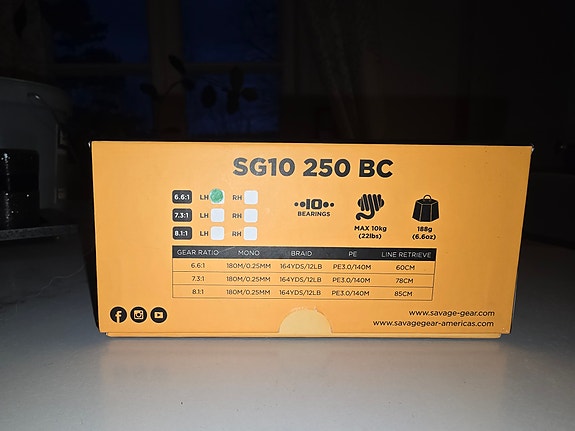 SG10 250 BC
6.6:1 LH RH
7.3:1 LH RH
8.1:1 LH RH
10
BEARINGS
MAX 10kg
(22lbs)
188g
(6.6oz)
GEAR RATIO MONO BRAID PE LINE RETRIEVE
6.6:1 180M/0.25MM 164YDS/12LB PE3.0/140M 60CM
7.3:1 180M/0.25MM 164YDS/12LB PE3.0/140M 78CM
8.1:1 180M/0.25MM 164YDS/12LB PE3.0/140M 85CM
www.savage-gear.com
www.savagegear-americas.com